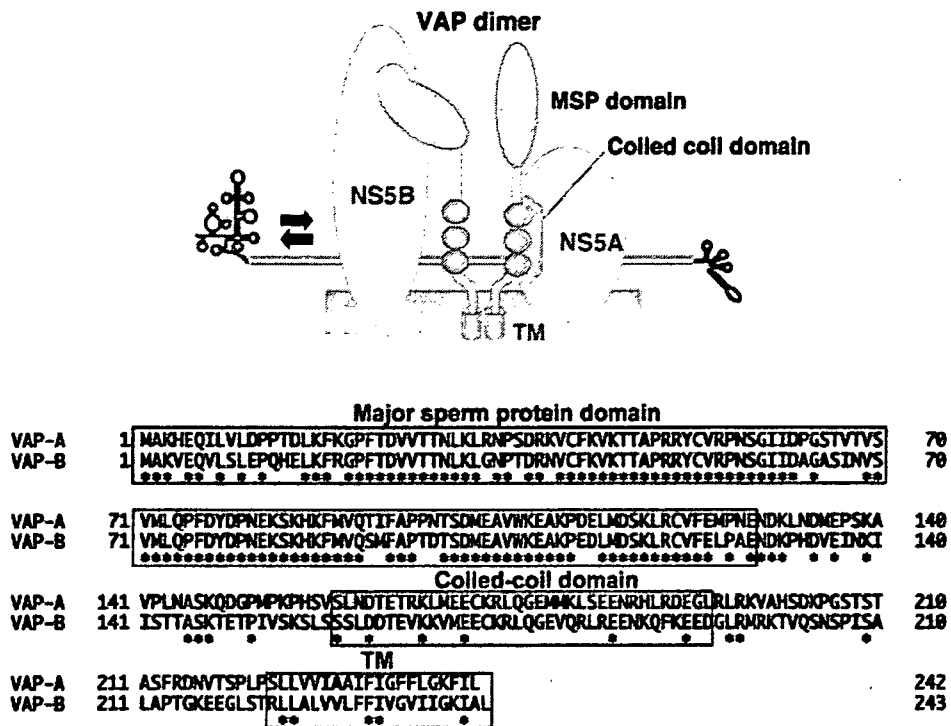 VAP dimer
MSP domain
Coiled coil domain
NS5B
NS5A
TM
Major sperm protein domain
VAP-A 1 MAKHEQILVLDPPTDLKFKGPFTDVVTTNLKLRNPSDRKVCFKVKTTAPRRYCVRPNSGIIDPGSTVTVS 70
VAP-B 1 MAKVEQVLSLEPQHELKFRGPFTDVVTTNLKLGNPTDRNVCFKVKTTAPRRYCVRPNSGIIDAGASINVS 70
VAP-A 71 VMLQPFDYDPNEKSKHKFMVQTIFAPPNTSDMEAVWKEAKPDELMDSKLRCVFEMPNENDKLNDMEPSKA 140
VAP-B 71 VMLQPFDYDPNEKSKHKFMVQSMFAPTDTSDMEAVWKEAKPEDLMDSKLRCVFELPAENDKPHDVEINKI 140
Coiled-coil domain
VAP-A 141 VPLNASKQDGPMPKPHSVSLNDTETRKLMEECKRLQGEMMKLSEENRHLRDEGLRLRKVAHSDKPGSTST 210
VAP-B 141 ISTTASKTETPIVSKSLSSSLDDTEVKKVMEECKRLQGEVQRLREENKQFKEEDGLRMRKTVQSNSPISA 210
TM
VAP-A 211 ASFRDNVTSPLPSLLVVIAAIFIGFFLGKFIL 242
VAP-B 211 LAPTGKEEGLSTRLLALVVLFFIVGVIIGKIAL 243